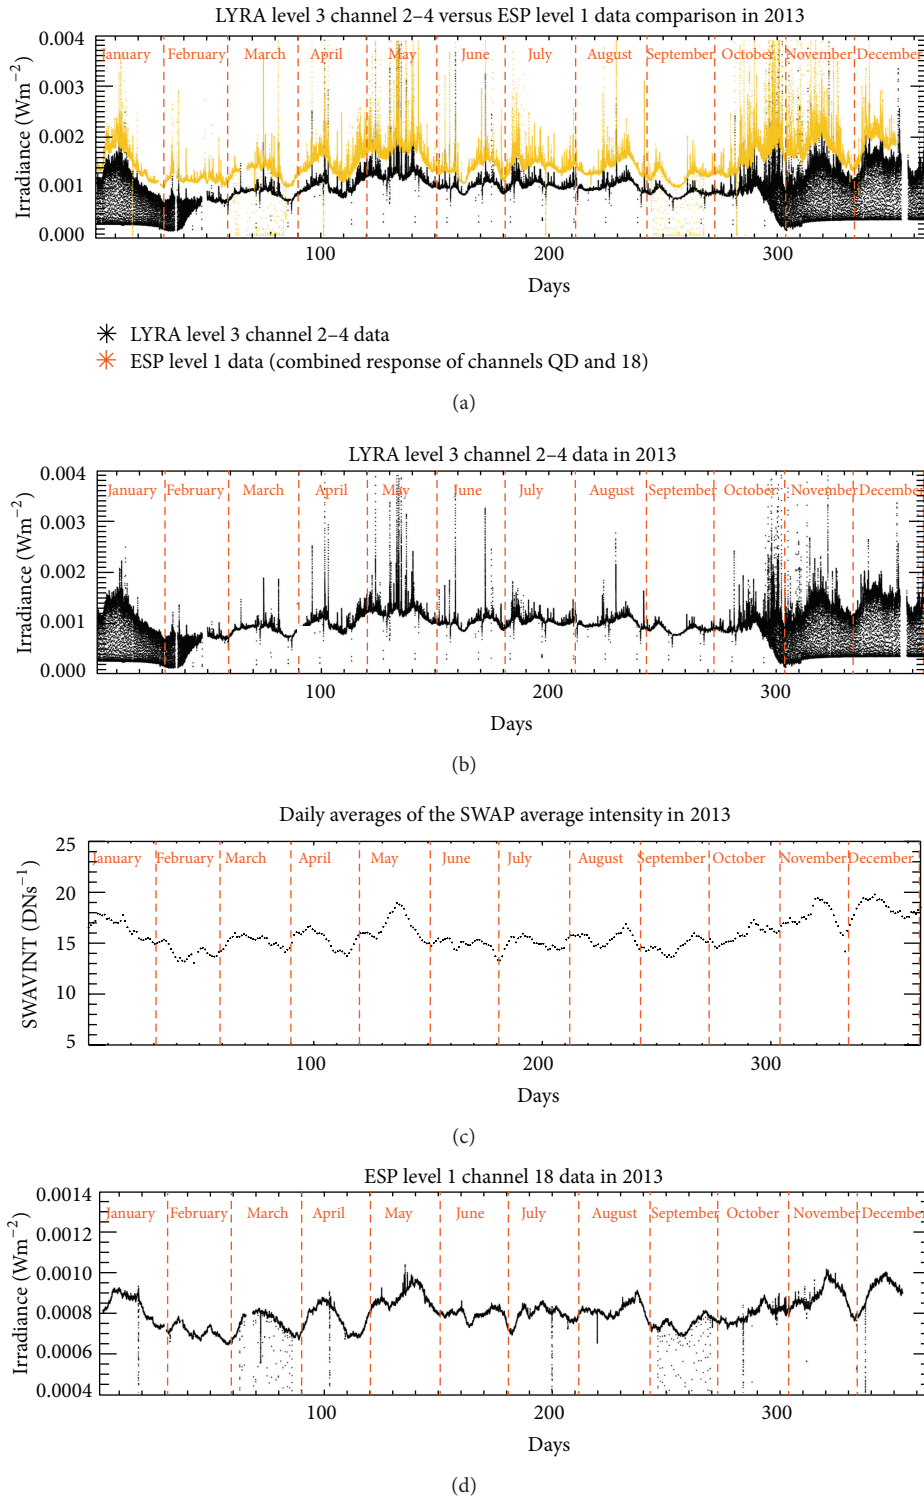 LYRA level 3 channel 2–4 versus ESP level 1 data comparison in 2013
0.004
0.003
0.002
0.001
0.000
Irradiance (Wm−2)
January February March April May June July August September October November December
100 200 300
Days
LYRA level 3 channel 2–4 data
ESP level 1 data (combined response of channels QD and 18)
(a)
LYRA level 3 channel 2–4 data in 2013
0.004
0.003
0.002
0.001
0.000
Irradiance (Wm−2)
January February March April May June July August September October November December
100 200 300
Days
(b)
Daily averages of the SWAP average intensity in 2013
25
20
15
10
5
SWAVINT (DNs−1)
January February March April May June July August September October November December
100 200 300
Days
(c)
ESP level 1 channel 18 data in 2013
0.0014
0.0010
0.0008
0.0006
0.0004
Irradiance (Wm−2)
January February March April May June July August September October November December
100 200 300
Days
(d)